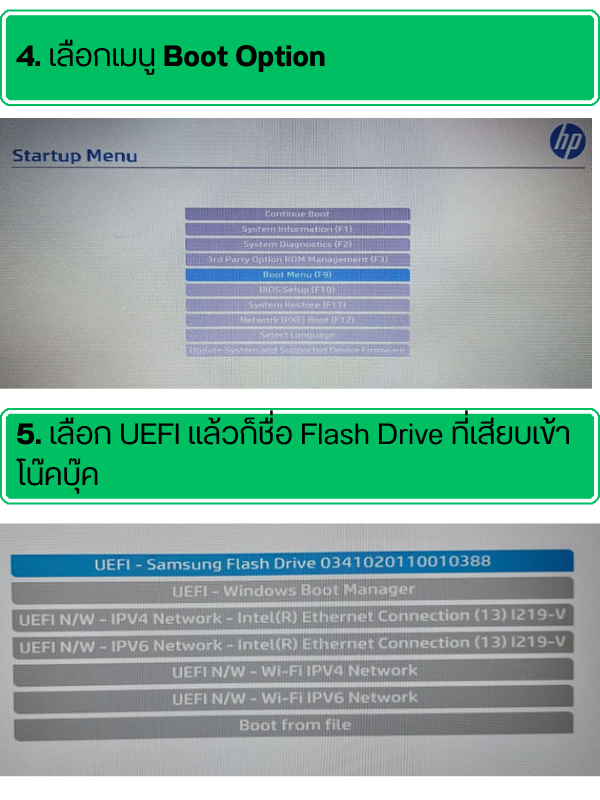 4. เลือกเมนู Boot Option
hp
Startup Menu
Continue Boot
System Information (F1)
System Diagnostics (F2)
3rd Party Option ROM Management (F3)
Boot Menu (F9)
BIOS Setup (F10)
System Restore (F11)
Network (PXE) Boot (F12)
Select Language
Update System and Supported Device Firmware
5. เลือก UEFI แล้วก็ชื่อ Flash Drive ที่เสียบเข้า
โน๊คบุ๊ค
UEFI - Samsung Flash Drive 0341020110010388
UEFI - Windows Boot Manager
UEFI N/W - IPV4 Network - Intel(R) Ethernet Connection (13) I219-V
UEFI N/W - IPV6 Network - Intel(R) Ethernet Connection (13) I219-V
UEFI N/W - Wi-Fi IPV4 Network
UEFI N/W - Wi-Fi IPV6 Network
Boot from file